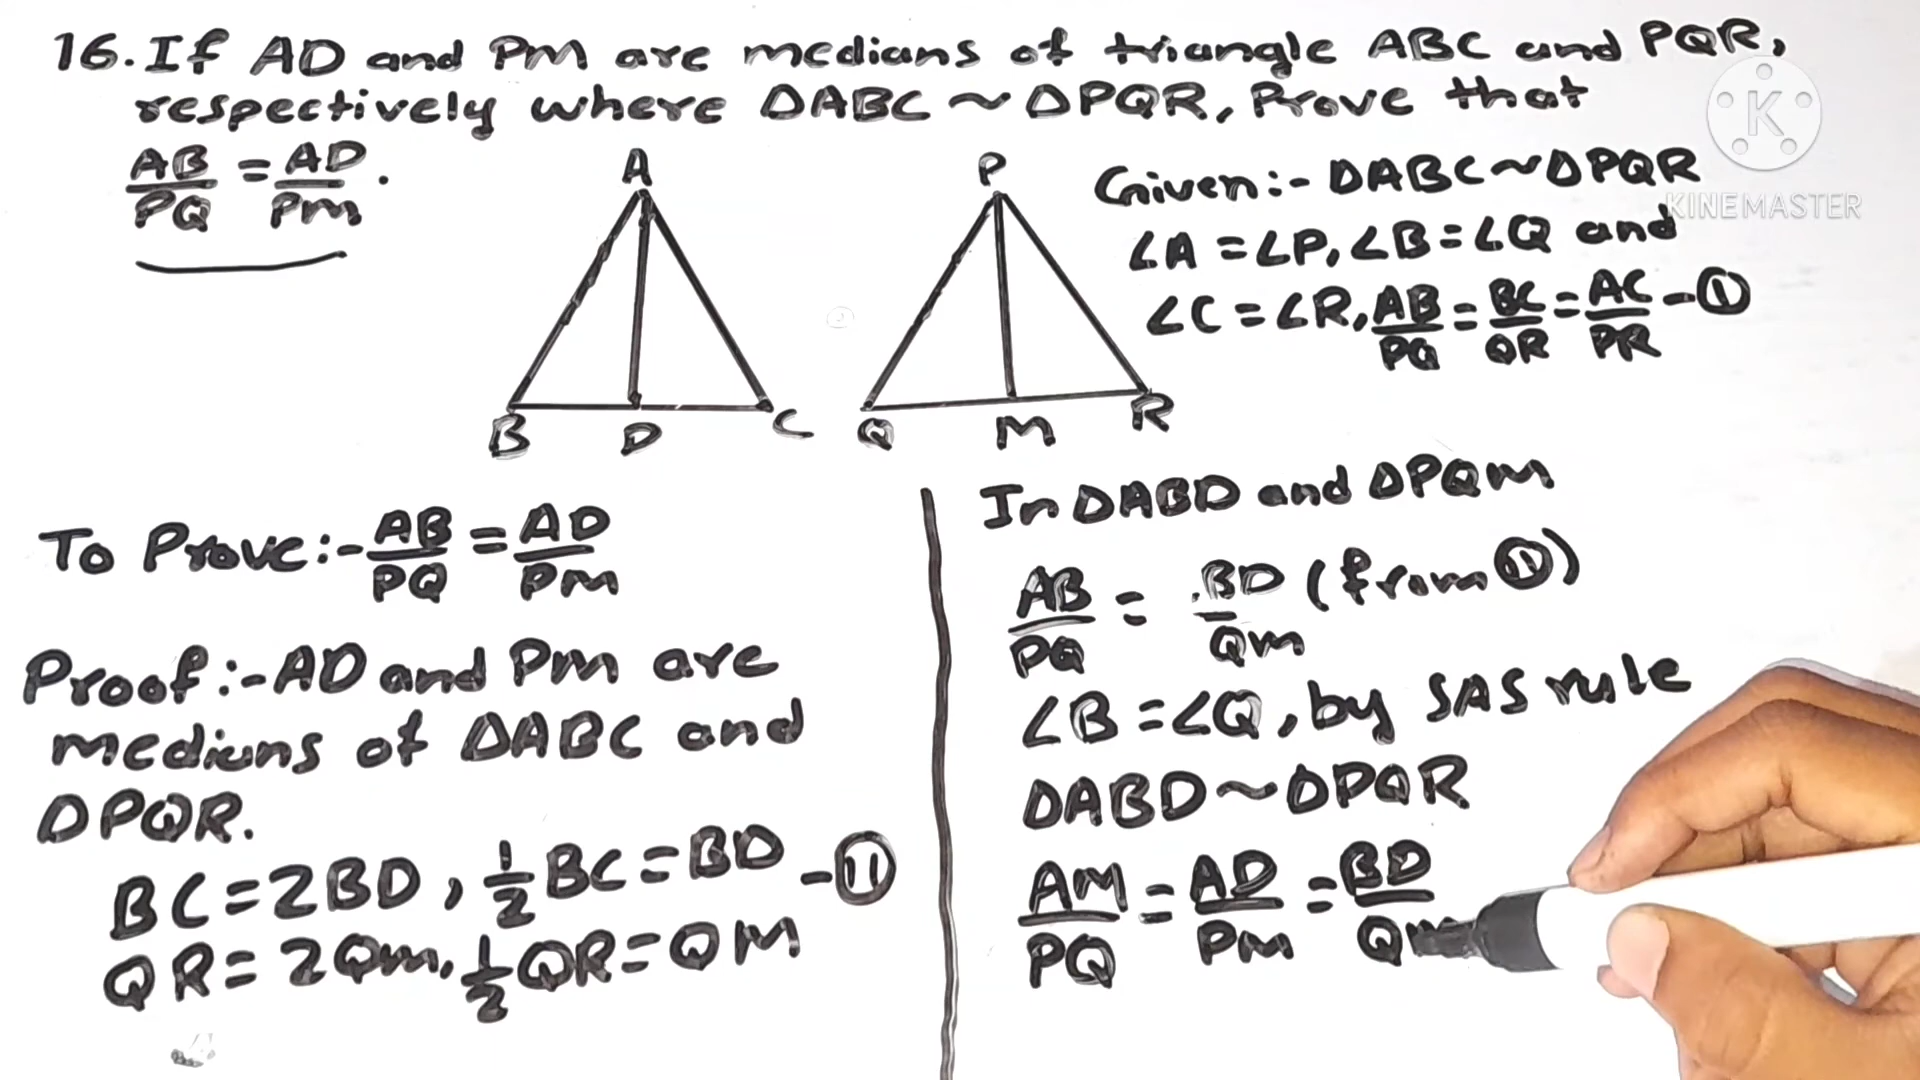 16. If AD and PM are medians of triangle ABC and PQR,
respectively where ΔABC ~ ΔPQR, Prove that
AB/PQ = AD/PM.
A
B D C
P
Q M R
K
KINEMASTER
Given:- ΔABC ~ ΔPQR
∠A = ∠P, ∠B = ∠Q and
∠C = ∠R, AB/PQ = BC/QR = AC/PR - ①
To Prove:- AB/PQ = AD/PM
Proof:- AD and PM are
medians of ΔABC and
ΔPQR.
BC = 2BD, 1/2 BC = BD - ⑪
QR = 2QM, 1/2 QR = QM
In ΔABD and ΔPQM
AB/PQ = BD/QM (from ⑪)
∠B = ∠Q, by SAS rule
ΔABD ~ ΔPQR
AM/PQ = AD/PM = BD/QM